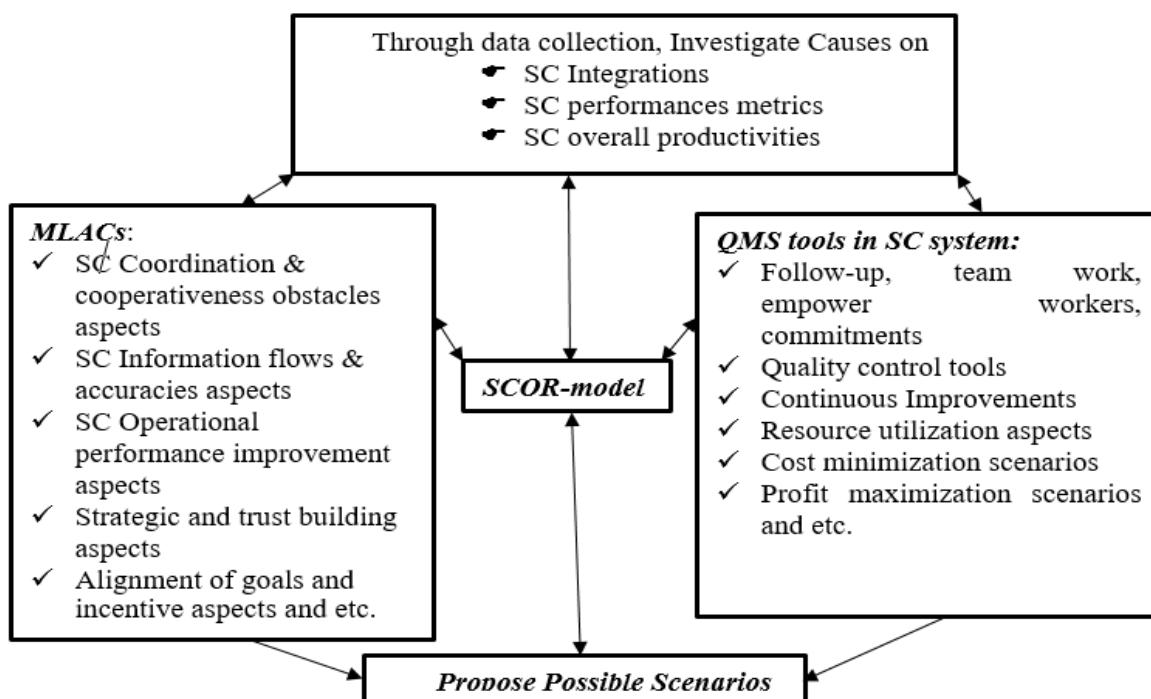 Through data collection, Investigate Causes on
SC Integrations
SC performances metrics
SC overall productivities
MLACs:
✓ SC Coordination &
cooperativeness obstacles
aspects
✓ SC Information flows &
accuracies aspects
✓ SC Operational
performance improvement
aspects
✓ Strategic and trust building
aspects
✓ Alignment of goals and
incentive aspects and etc.
SCOR-model
QMS tools in SC system:
✓ Follow-up, team work,
empower workers,
commitments
✓ Quality control tools
✓ Continuous Improvements
✓ Resource utilization aspects
✓ Cost minimization scenarios
✓ Profit maximization scenarios
and etc.
Propose Possible Scenarios